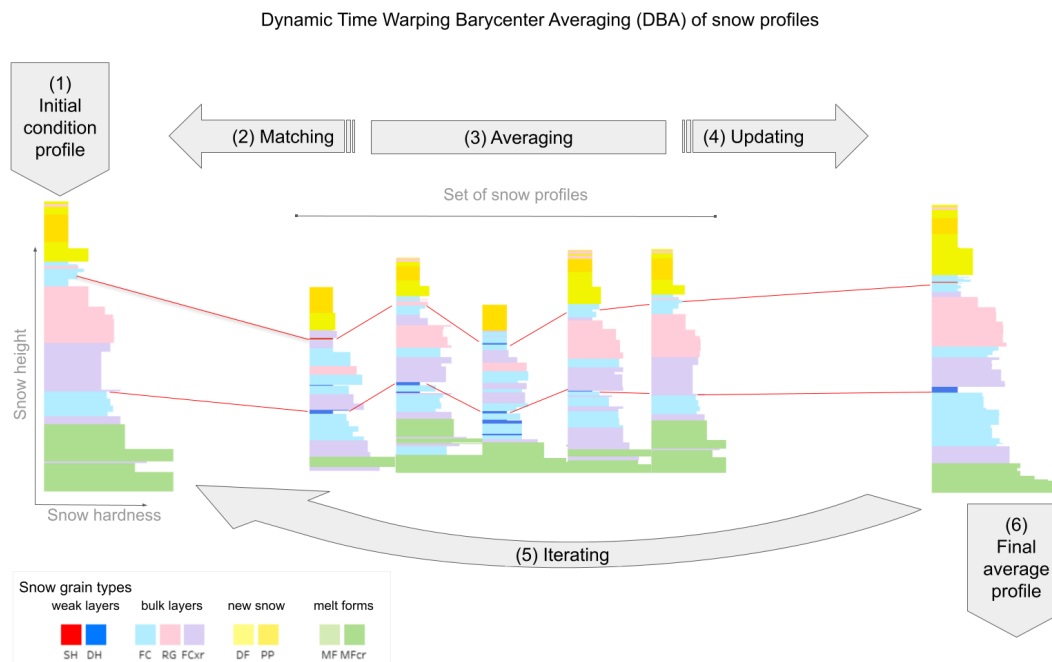 Dynamic Time Warping Barycenter Averaging (DBA) of snow profiles
(1)
Initial
condition
profile
(2) Matching
(3) Averaging
(4) Updating
Set of snow profiles
Snow height
Snow hardness
(5) Iterating
(6)
Final
average
profile
Snow grain types
weak layers
bulk layers
new snow
melt forms
SH DH
FC RG FCxr
DF PP
MF MFcr